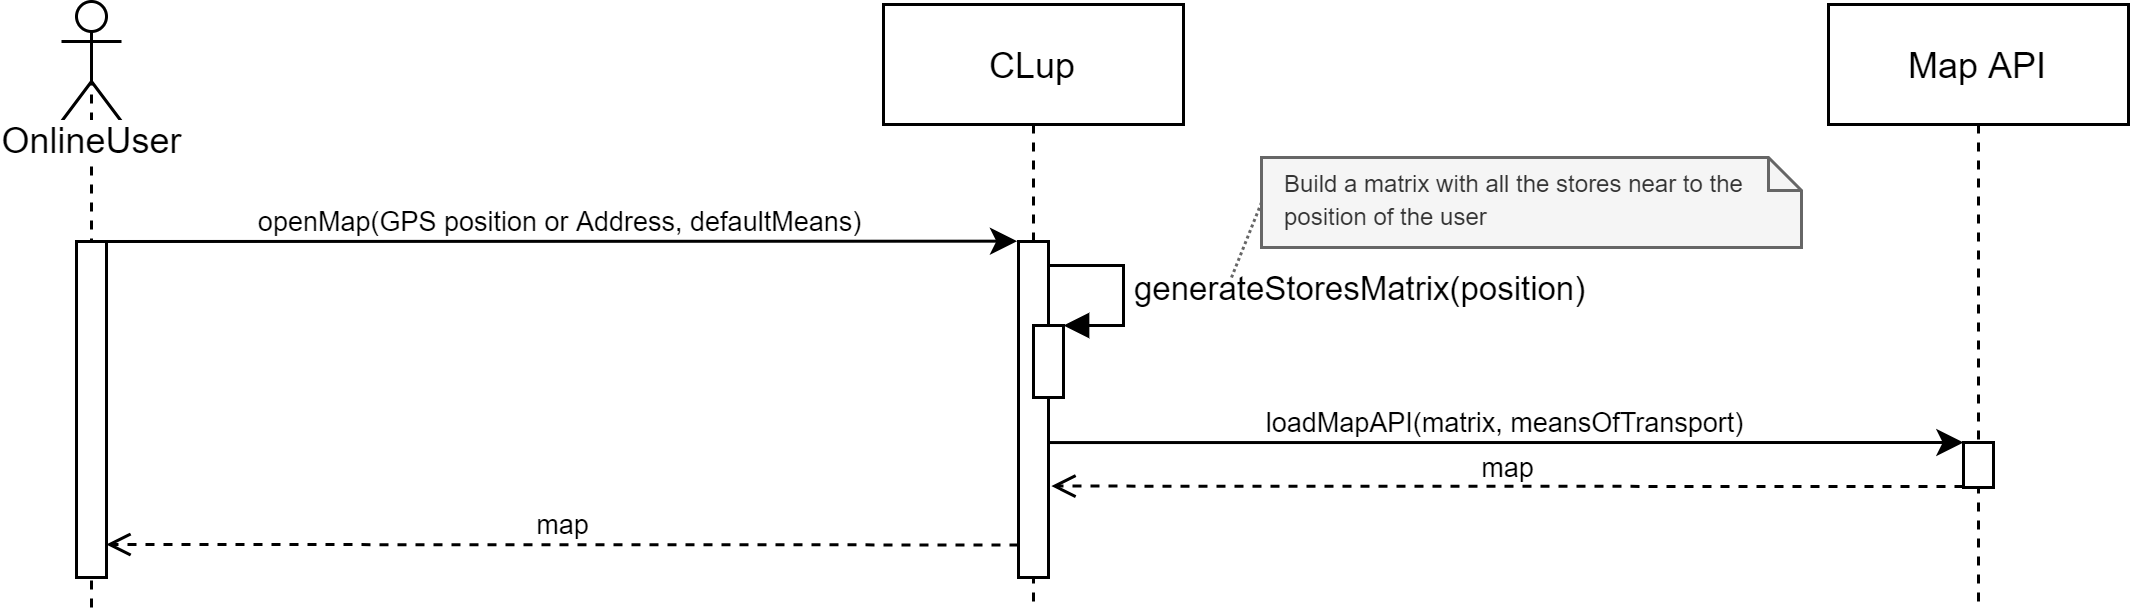 OnlineUser
CLup
Map API
Build a matrix with all the stores near to the
position of the user
openMap(GPS position or Address, defaultMeans)
generateStoresMatrix(position)
loadMapAPI(matrix, meansOfTransport)
map
map